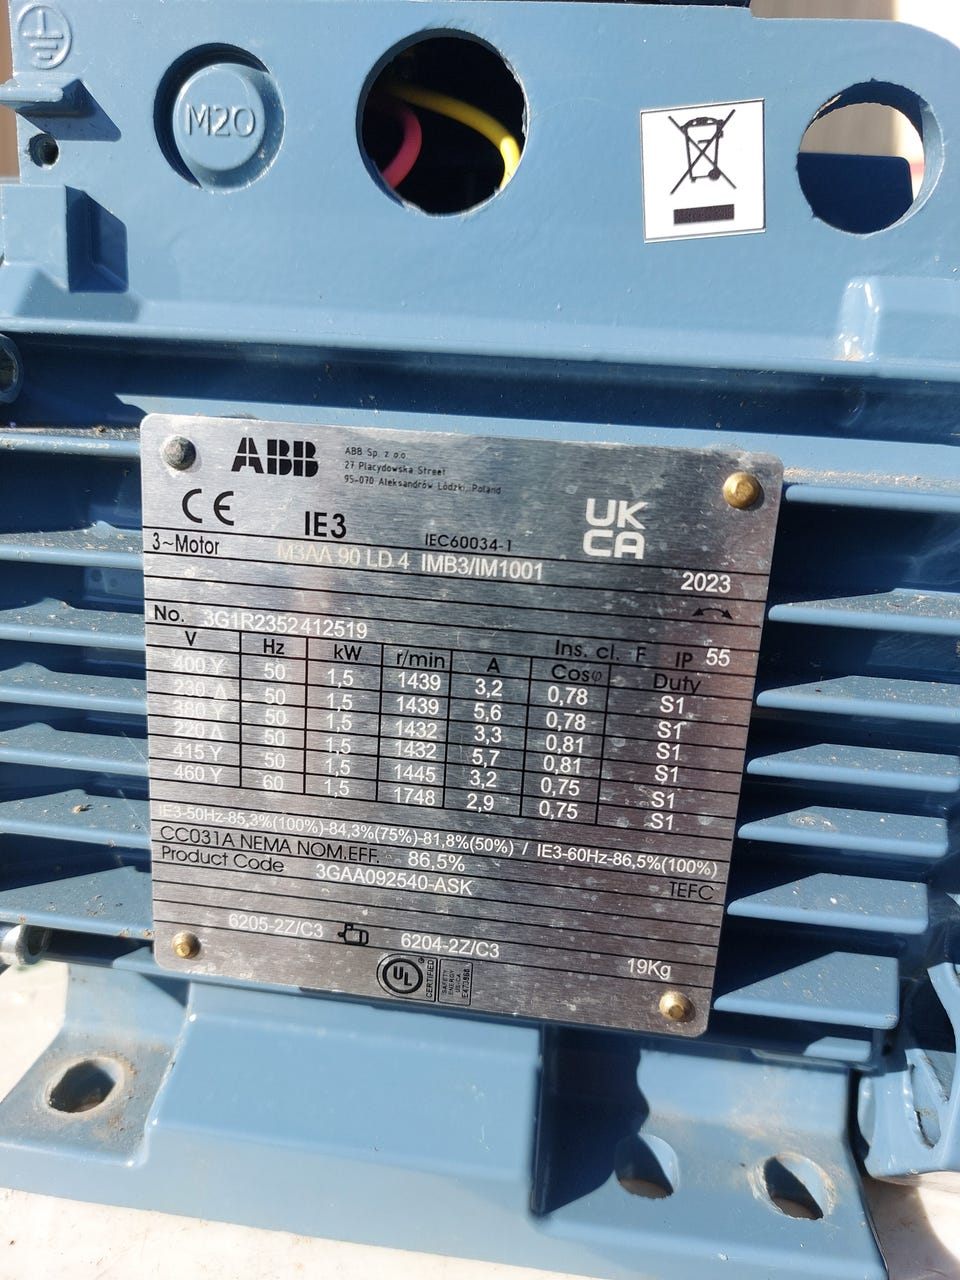 M20
ABB
ABB Sp. z o.o.
27 Placydowska Street
95-070 Aleksandrów Łódzki, Poland
CE
IE3
IEC60034-1
UK
CA
3~Motor M3AA 90 LD 4 IMB3/IM1001 2023
No. 3G1R2352412519 Ins. cl. F IP 55
V Hz kW r/min A Cosφ Duty
400 Y 50 1,5 1439 3,2 0,78 S1
230 Δ 50 1,5 1439 5,6 0,78 S1
380 Y 50 1,5 1432 3,3 0,81 S1
220 Δ 50 1,5 1432 5,7 0,81 S1
415 Y 50 1,5 1445 3,2 0,75 S1
460 Y 60 1,5 1748 2,9 0,75 S1
IE3-50Hz-85,3%(100%)-84,3%(75%)-81,8%(50%) / IE3-60Hz-86,5%(100%)
CC031A NEMA NOM.EFF. 86,5%
Product Code 3GAA092540-ASK TEFC
6205-2Z/C3 6204-2Z/C3 19Kg
UL
CERTIFIED
SAFETY
ENERGY
US-CA